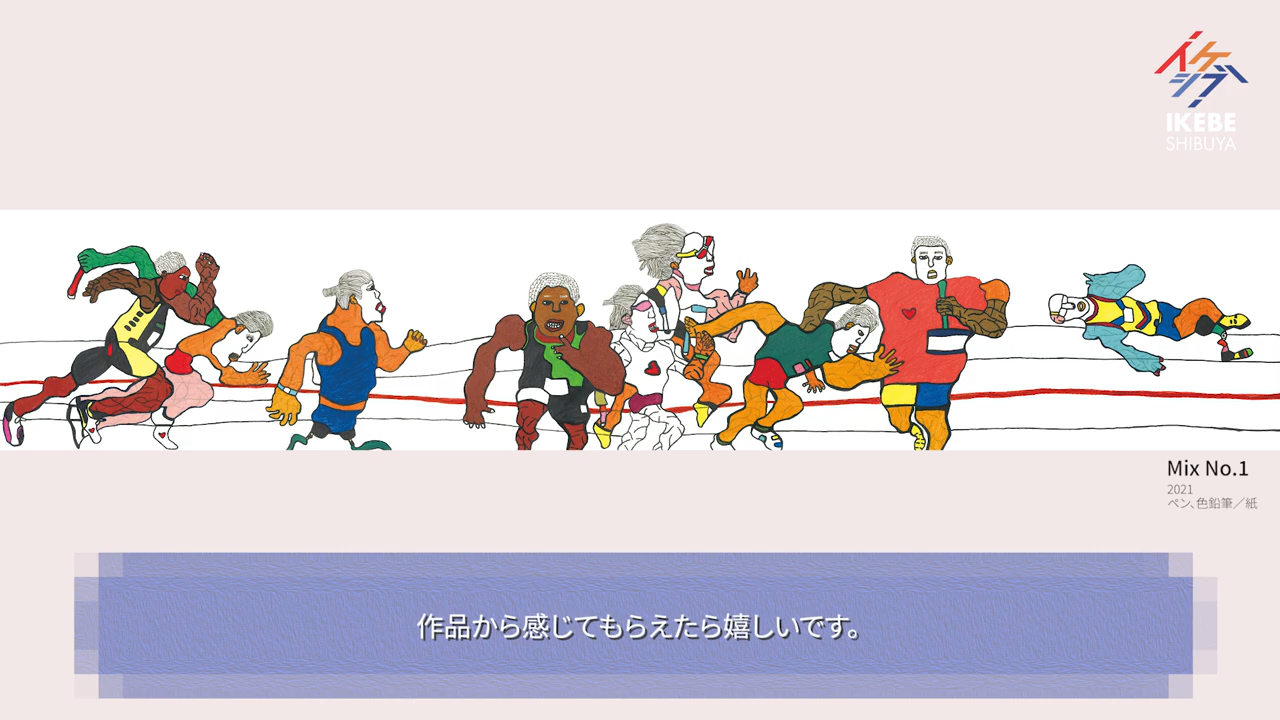 イケ
シブ
IKEBE
SHIBUYA
Mix No.1
2021
ペン、色鉛筆／紙
作品から感じてもらえたら嬉しいです。